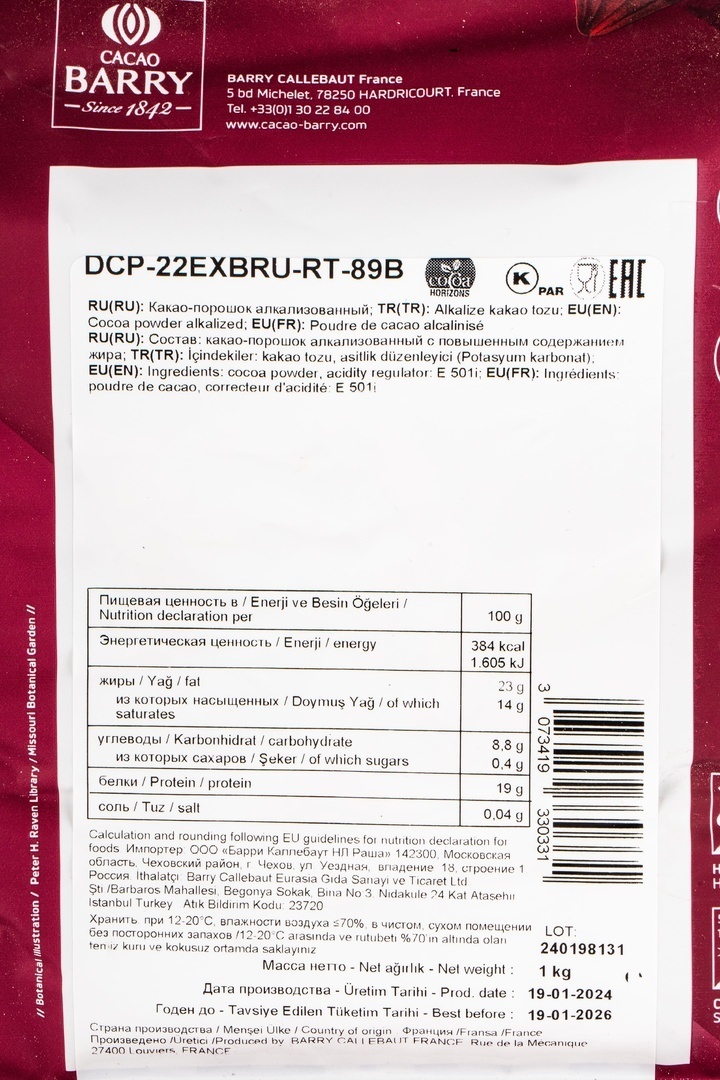 CACAO
BARRY
Since 1842
BARRY CALLEBAUT France
5 bd Michelet, 78250 HARDRICOURT. France
Tel. +33(0)1 30 22 84 00
www.cacao-barry.com
DCP-22EXBRU-RT-89B
cocoa
HORIZONS
K
PAR
EAC
RU(RU): Какао-порошок алкализованный; TR(TR): Alkalize kakao tozu; EU(EN):
Cocoa powder alkalized; EU(FR): Poudre de cacao alcalinisé
RU(RU): Состав: какао-порошок алкализованный с повышенным содержанием
жира; TR(TR): İçindekiler: kakao tozu, asitlik düzenleyici (Potasyum karbonat);
EU(EN): Ingredients: cocoa powder, acidity regulator: E 501i; EU(FR): Ingrédients:
poudre de cacao, correcteur d'acidité: E 501i
Пищевая ценность в / Enerji ve Besin Öğeleri /
Nutrition declaration per
100 g
Энергетическая ценность / Enerji / energy
384 kcal
1.605 kJ
жиры / Yağ / fat
23 g
из которых насыщенных / Doymuş Yağ / of which
saturates
14 g
углеводы / Karbonhidrat / carbohydrate
8,8 g
из которых сахаров / Şeker / of which sugars
0,4 g
белки / Protein / protein
19 g
соль / Tuz / salt
0,04 g
3 073419 330331
Calculation and rounding following EU guidelines for nutrition declaration for
foods. Импортер: ООО «Барри Каллебаут НЛ Раша» 142300, Московская
область, Чеховский район, г. Чехов, ул. Уездная, владение 18, строение 1
Россия. Ithalatçı: Barry Callebaut Eurasia Gıda Sanayi ve Ticaret Ltd
Şti./Barbaros Mahallesi, Begonya Sokak, Bina No 3, Nidakule 24 Kat Ataşehir
Istanbul Turkey Atık Bildirim Kodu: 23720
Хранить: при 12-20°C, влажности воздуха ≤70%, в чистом, сухом помещении
без посторонних запахов /12-20°C arasında ve rutubeti %70'in altında olan
temiz kuru ve kokusuz ortamda saklayınız
LOT:
240198131
Масса нетто - Net ağırlık - Net weight : 1 kg
Дата производства - Üretim Tarihi - Prod. date : 19-01-2024
Годен до - Tavsiye Edilen Tüketim Tarihi - Best before : 19-01-2026
Страна производства / Menşei Ülke / Country of origin : Франция /Fransa /France
Произведено /Üretici /Produced by BARRY CALLEBAUT FRANCE Rue de la Mécanique
27400 Louviers, FRANCE
// Botanical illustration / Peter H. Raven Library / Missouri Botanical Garden //